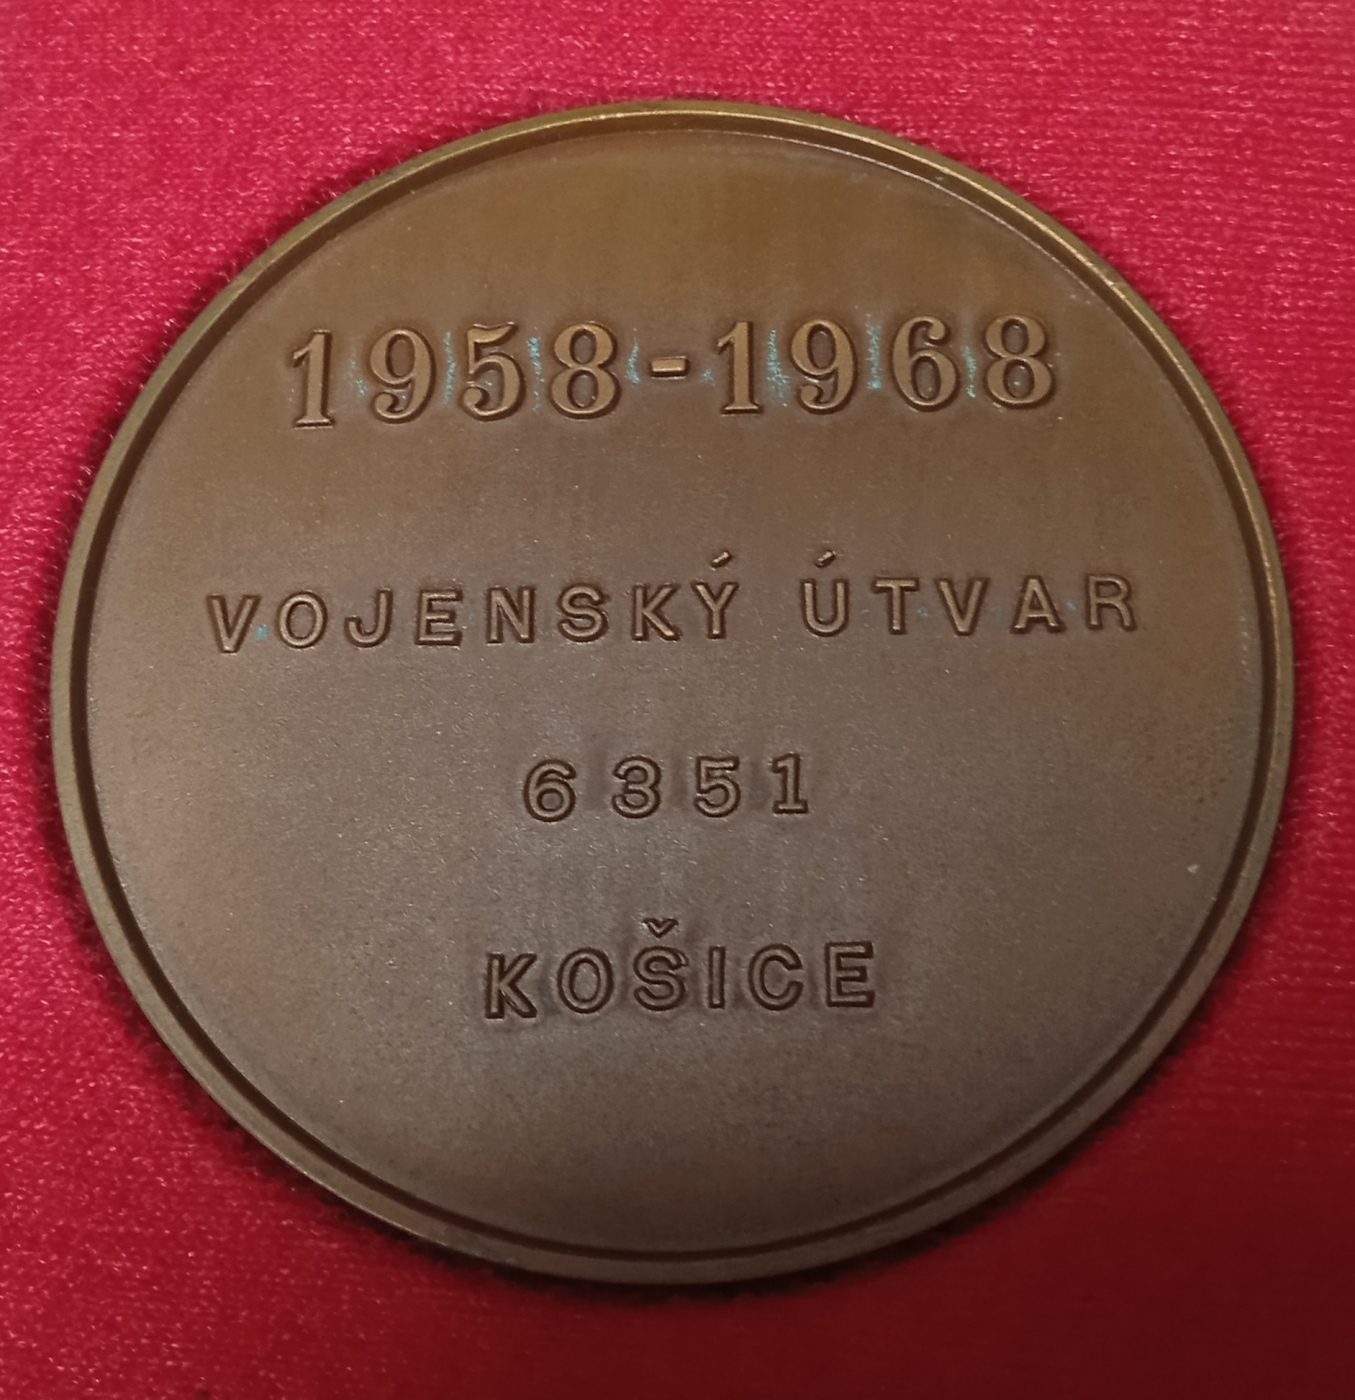 1958-1968
VOJENSKÝ ÚTVAR
6351
KOŠICE